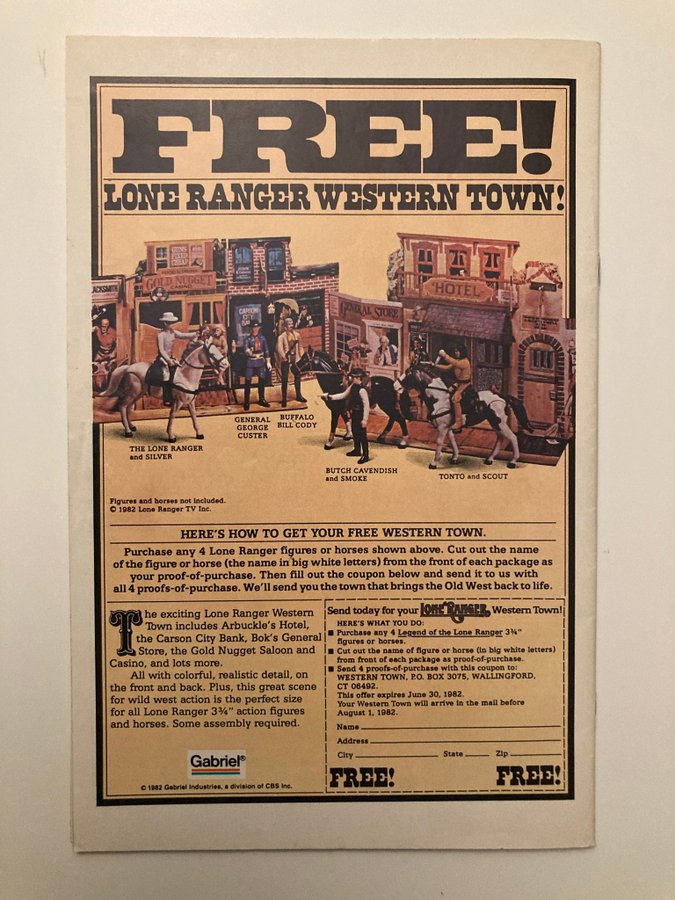 FREE!
LONE RANGER WESTERN TOWN!
GUNS
FIXED
CHEAP
GOLD NUGGET
CASINO
ACKSMITH
CARSON
CITY
GENERAL STORE
HOTEL
THE LONE RANGER
and SILVER
GENERAL
GEORGE
CUSTER
BUFFALO
BILL CODY
BUTCH CAVENDISH
and SMOKE
TONTO and SCOUT
Figures and horses not included.
© 1982 Lone Ranger TV Inc.
HERE'S HOW TO GET YOUR FREE WESTERN TOWN.
Purchase any 4 Lone Ranger figures or horses shown above. Cut out the name
of the figure or horse (the name in big white letters) from the front of each package as
your proof-of-purchase. Then fill out the coupon below and send it to us with
all 4 proofs-of-purchase. We'll send you the town that brings the Old West back to life.
The exciting Lone Ranger Western
Town includes Arbuckle's Hotel,
the Carson City Bank, Bok's General
Store, the Gold Nugget Saloon and
Casino, and lots more.
All with colorful, realistic detail, on
the front and back. Plus, this great scene
for wild west action is the perfect size
for all Lone Ranger 3¾" action figures
and horses. Some assembly required.
Gabriel®
© 1982 Gabriel Industries, a division of CBS Inc.
Send today for your LONE RANGER Western Town!
HERE'S WHAT YOU DO:
■ Purchase any 4 Legend of the Lone Ranger 3¾"
figures or horses.
■ Cut out the name of figure or horse (in big white letters)
from front of each package as proof-of-purchase.
■ Send 4 proofs-of-purchase with this coupon to:
WESTERN TOWN, P.O. BOX 3075, WALLINGFORD,
CT 06492.
This offer expires June 30, 1982.
Your Western Town will arrive in the mail before
August 1, 1982.
Name
Address
City State Zip
FREE! FREE!